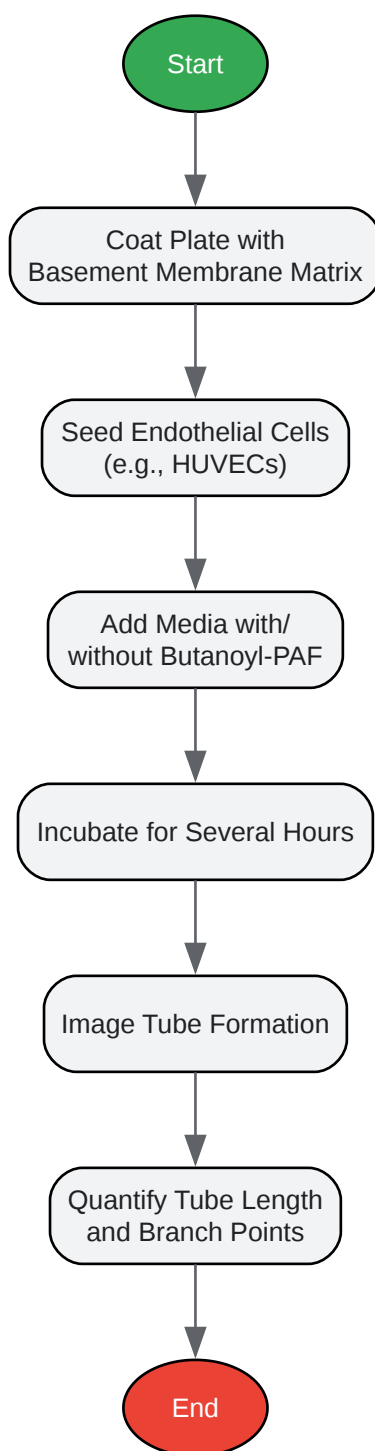 Start
Coat Plate with
Basement Membrane Matrix
Seed Endothelial Cells
(e.g., HUVECs)
Add Media with/
without Butanoyl-PAF
Incubate for Several Hours
Image Tube Formation
Quantify Tube Length
and Branch Points
End